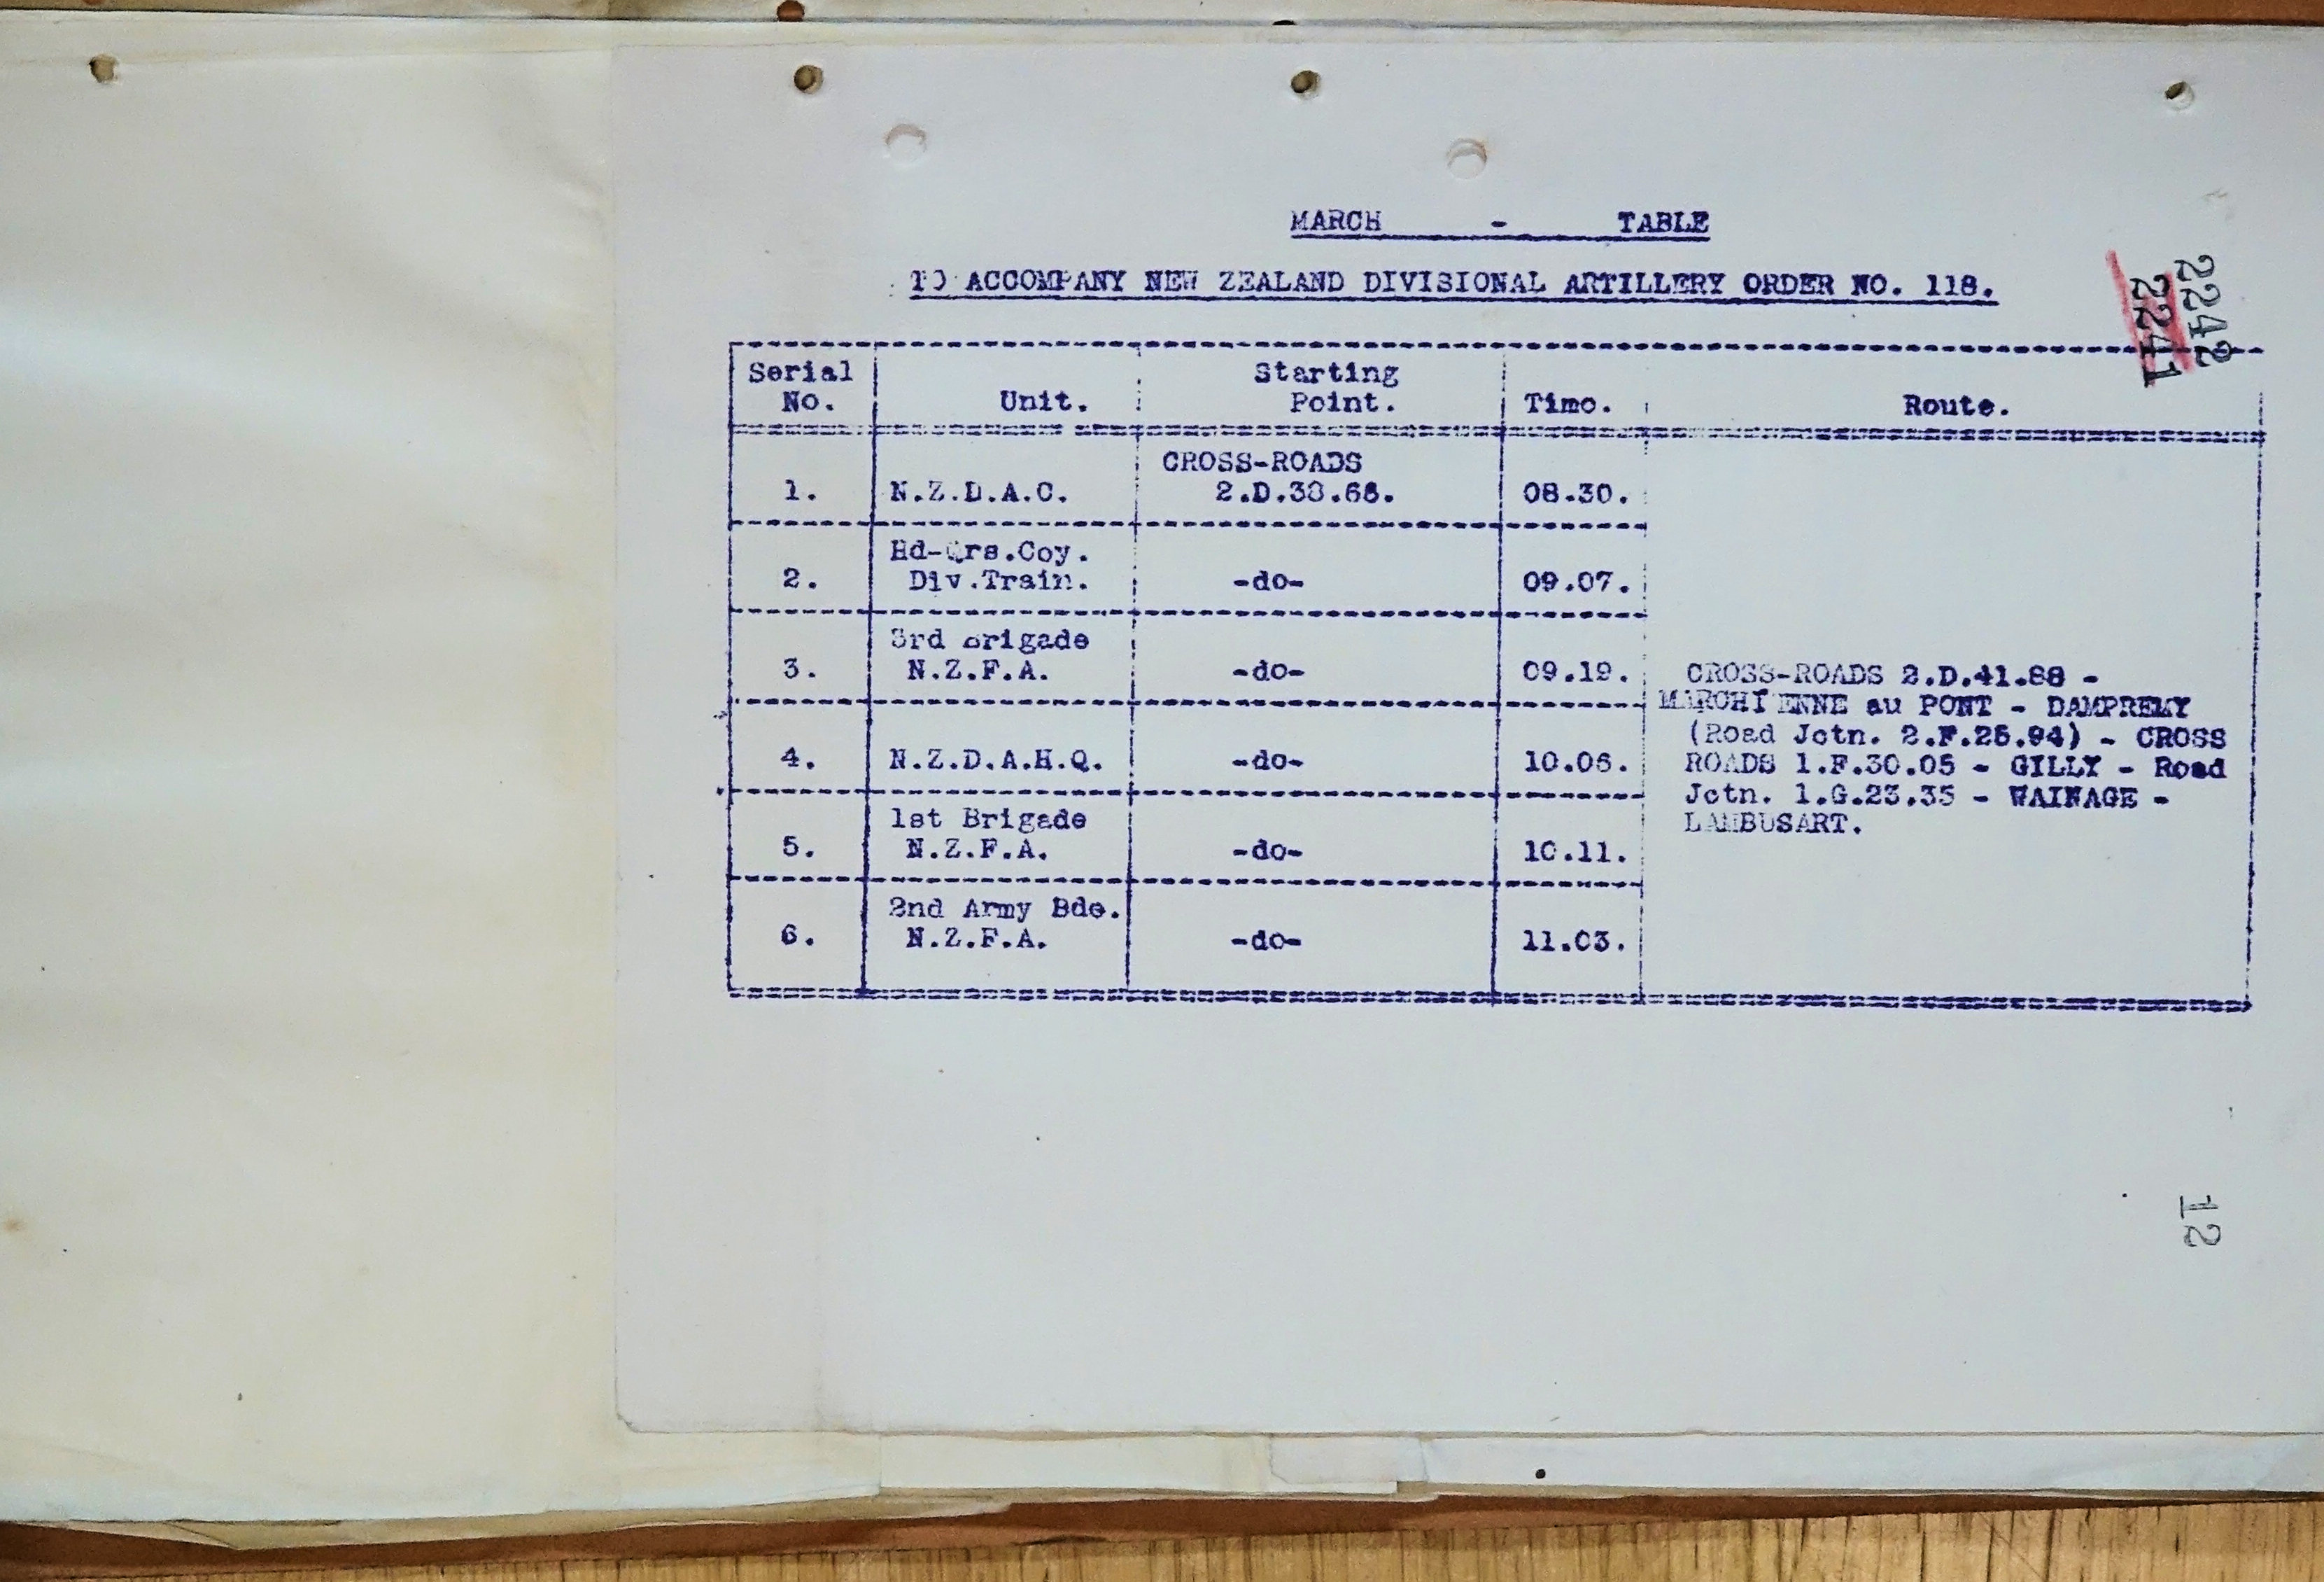 MARCH - TABLE
TO ACCOMPANY NEW ZEALAND DIVISIONAL ARTILLERY ORDER NO. 118.
2242
2241
Serial No. Unit. Starting Point. Time. Route.
CROSS-ROADS
1. N.Z.D.A.C. 2.D.38.68. 08.30.
Hd-Qrs.Coy.
2. Div.Train. -do- 09.07.
3rd Brigade
3. N.Z.F.A. -do- 09.19.
4. N.Z.D.A.H.Q. -do- 10.06.
1st Brigade
5. N.Z.F.A. -do- 10.11.
2nd Army Bde.
6. N.Z.F.A. -do- 11.03.
CROSS-ROADS 2.D.41.88 -
MARCHIENNE au PONT - DAMPREMY
(Road Jctn. 2.F.26.94) - CROSS
ROADS 1.F.30.05 - GILLY - Road
Jctn. 1.G.23.35 - WAINAGE -
LAMBUSART.
12